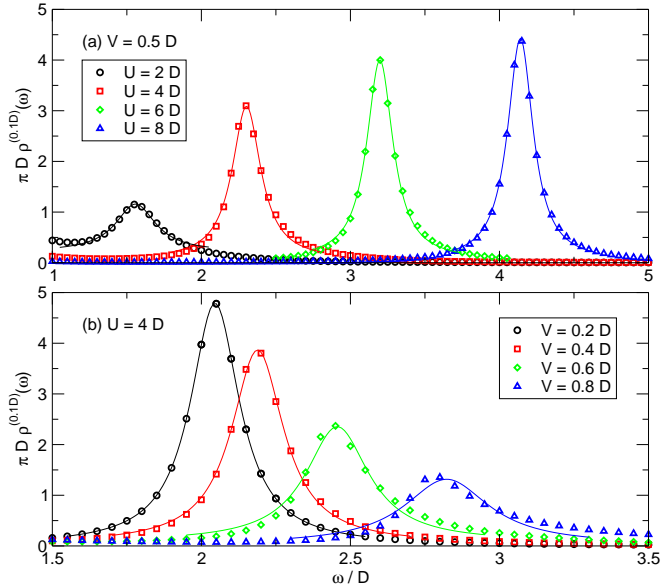 5
(a) V = 0.5 D
U = 2 D
U = 4 D
U = 6 D
U = 8 D
4
3
2
1
0
π D ρ^(0.1D)(ω)
1 2 3 4 5
5
(b) U = 4 D
V = 0.2 D
V = 0.4 D
V = 0.6 D
V = 0.8 D
4
3
2
1
0
π D ρ^(0.1D)(ω)
1.5 2 2.5 3 3.5
ω / D